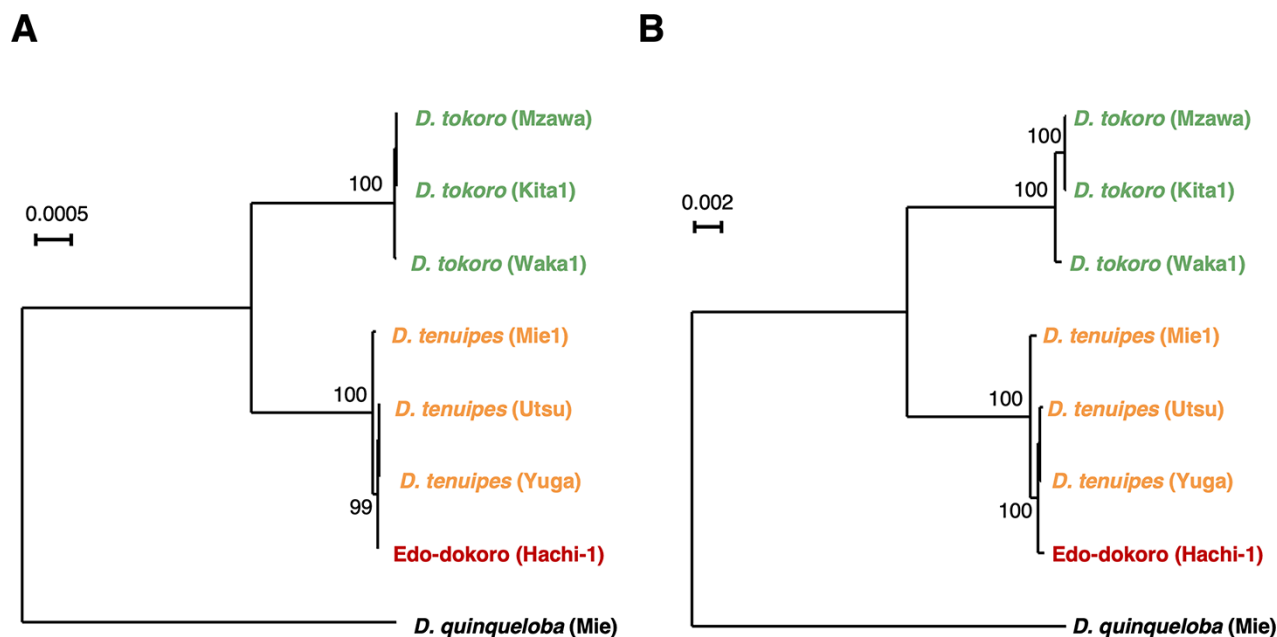 A
D. tokoro (Mzawa)
D. tokoro (Kita1)
100
0.0005
D. tokoro (Waka1)
D. tenuipes (Mie1)
100
D. tenuipes (Utsu)
D. tenuipes (Yuga)
99
Edo-dokoro (Hachi-1)
D. quinqueloba (Mie)
B
D. tokoro (Mzawa)
100
D. tokoro (Kita1)
100
0.002
D. tokoro (Waka1)
D. tenuipes (Mie1)
100
D. tenuipes (Utsu)
D. tenuipes (Yuga)
100
Edo-dokoro (Hachi-1)
D. quinqueloba (Mie)